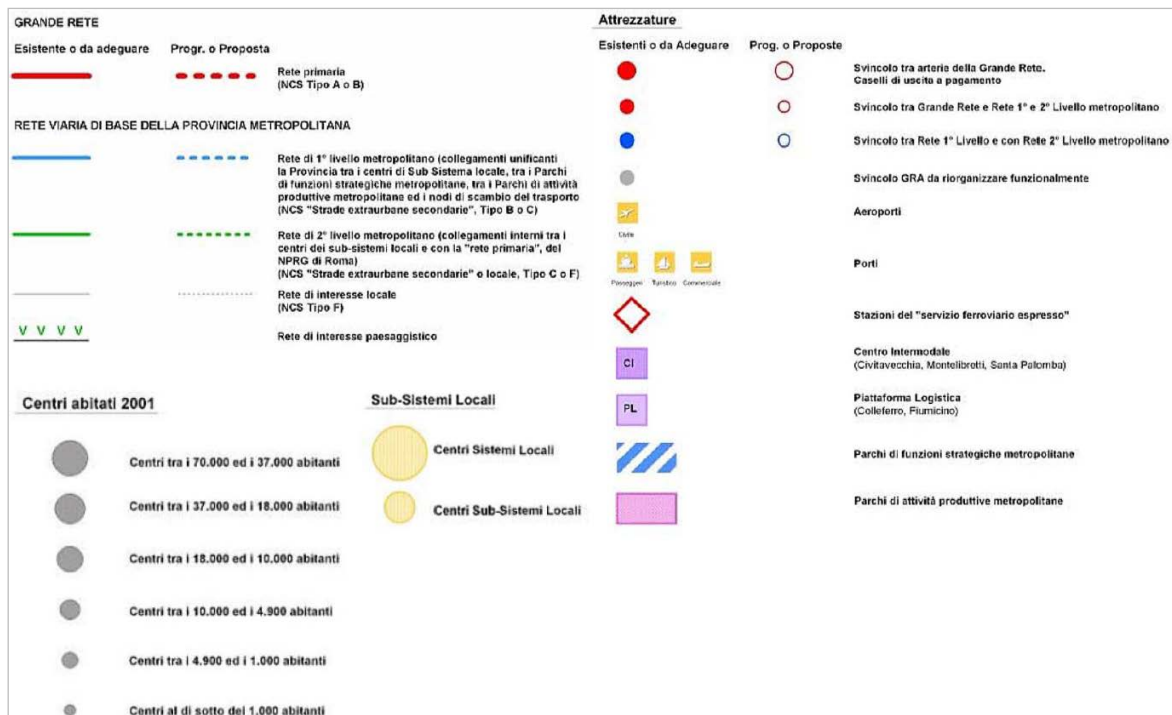 GRANDE RETE
Esistente o da adeguare
Progr. o Proposta
Rete primaria
(NCS Tipo A o B)
RETE VIARIA DI BASE DELLA PROVINCIA METROPOLITANA
Rete di 1° livello metropolitano (collegamenti unificanti
la Provincia tra i centri di Sub Sistema locale, tra i Parchi
di funzioni strategiche metropolitane, tra i Parchi di attività
produttive metropolitane ed i nodi di scambio del trasporto
(NCS "Strade extraurbane secondarie", Tipo B o C)
Rete di 2° livello metropolitano (collegamenti interni tra i
centri dei sub-sistemi locali e con la "rete primaria", del
NPRG di Roma)
(NCS "Strade extraurbane secondarie" o locale, Tipo C o F)
Rete di interesse locale
(NCS Tipo F)
V V V V
Rete di interesse paesaggistico
Centri abitati 2001
Centri tra i 70.000 ed i 37.000 abitanti
Centri tra i 37.000 ed i 18.000 abitanti
Centri tra i 18.000 ed i 10.000 abitanti
Centri tra i 10.000 ed i 4.900 abitanti
Centri tra i 4.900 ed i 1.000 abitanti
Centri al di sotto dei 1.000 abitanti
Sub-Sistemi Locali
Centri Sistemi Locali
Centri Sub-Sistemi Locali
Attrezzature
Esistenti o da Adeguare
Prog. o Proposte
Svincolo tra arterie della Grande Rete.
Caselli di uscita a pagamento
Svincolo tra Grande Rete e Rete 1° e 2° Livello metropolitano
Svincolo tra Rete 1° Livello e con Rete 2° Livello metropolitano
Svincolo GRA da riorganizzare funzionalmente
Aeroporti
Civile
Porti
Passeggeri
Turistico
Commerciale
Stazioni del "servizio ferroviario espresso"
CI
Centro Intermodale
(Civitavecchia, Montelibretti, Santa Palomba)
PL
Piattaforma Logistica
(Colleferro, Fiumicino)
Parchi di funzioni strategiche metropolitane
Parchi di attività produttive metropolitane